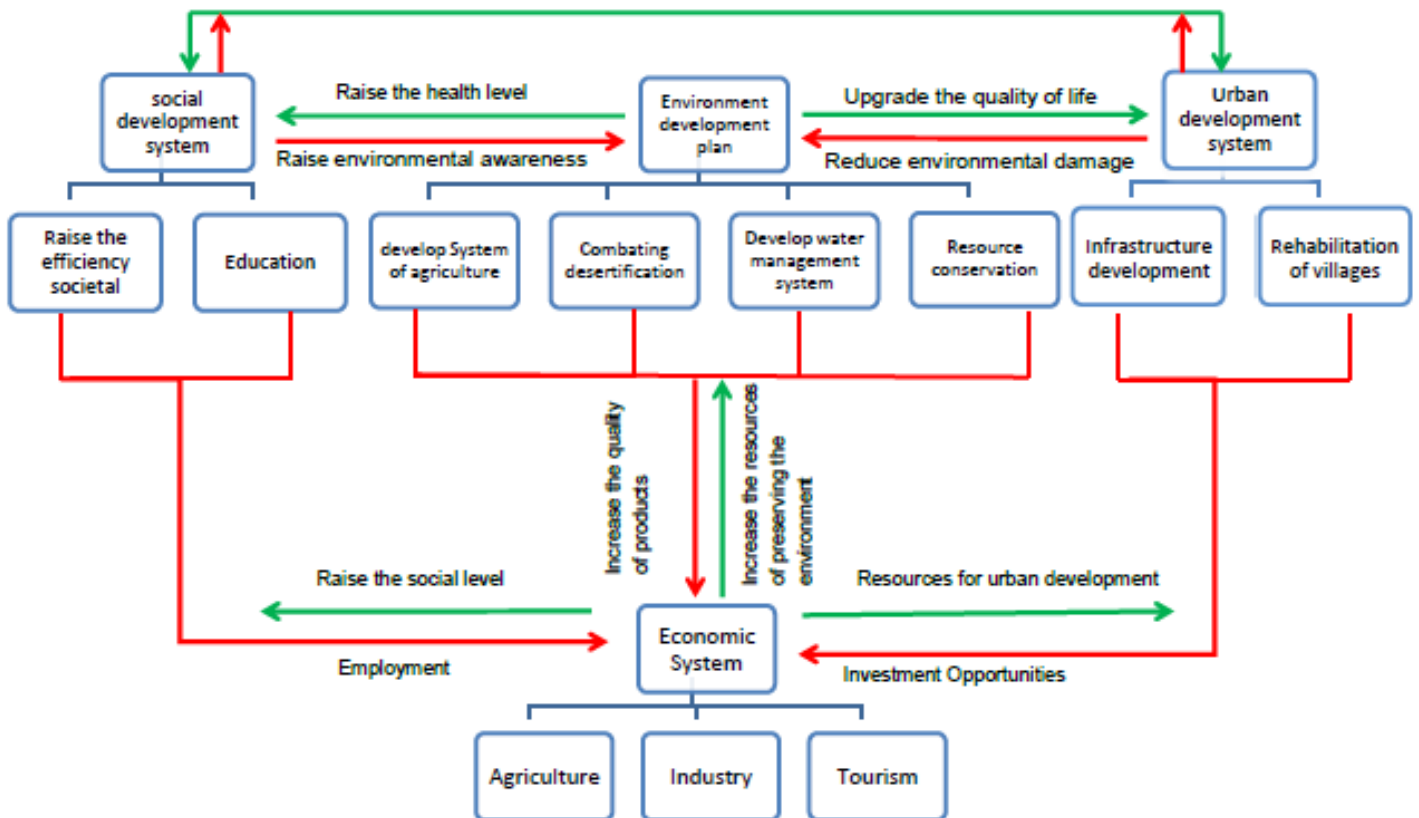 social
development
system
Raise the health level
Raise environmental awareness
Environment
development
plan
Upgrade the quality of life
Reduce environmental damage
Urban
development
system
Raise the
efficiency
societal
Education
develop System
of agriculture
Combating
desertification
Develop water
management
system
Resource
conservation
Infrastructure
development
Rehabilitation
of villages
Increase the quality
of products
Increase the resources
of preserving the
environment
Raise the social level
Resources for urban development
Economic
System
Employment
Investment Opportunities
Agriculture
Industry
Tourism